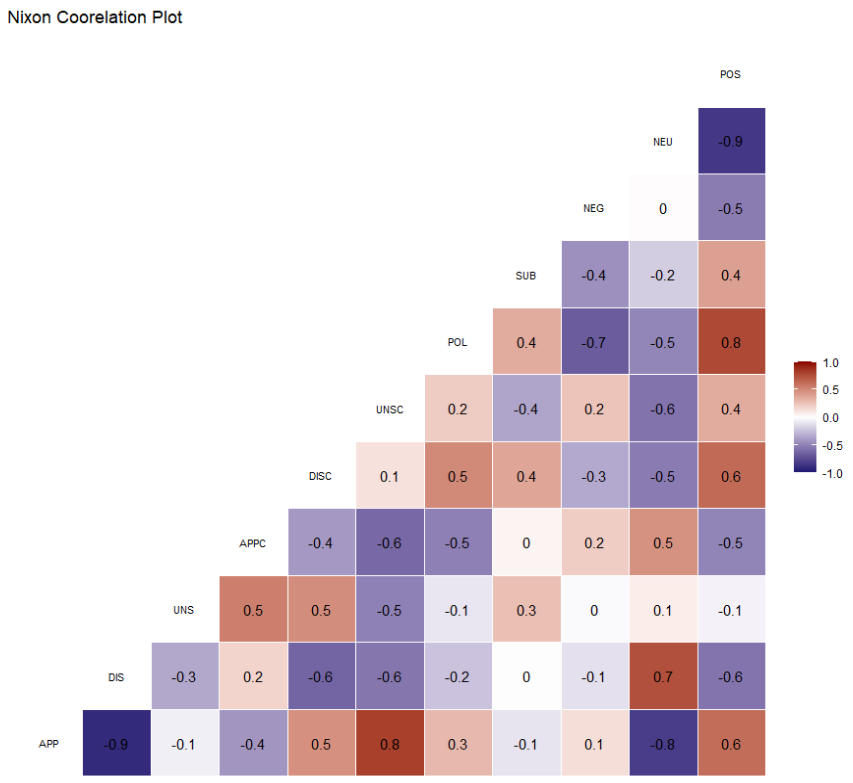 Nixon Coorelation Plot
POS
NEU -0.9
NEG 0 -0.5
SUB -0.4 -0.2 0.4
POL 0.4 -0.7 -0.5 0.8
UNSC 0.2 -0.4 0.2 -0.6 0.4
DISC 0.1 0.5 0.4 -0.3 -0.5 0.6
APPC -0.4 -0.6 -0.5 0 0.2 0.5 -0.5
UNS 0.5 0.5 -0.5 -0.1 0.3 0 0.1 -0.1
DIS -0.3 0.2 -0.6 -0.6 -0.2 0 -0.1 0.7 -0.6
APP -0.9 -0.1 -0.4 0.5 0.8 0.3 -0.1 0.1 -0.8 0.6
1.0
0.5
0.0
-0.5
-1.0